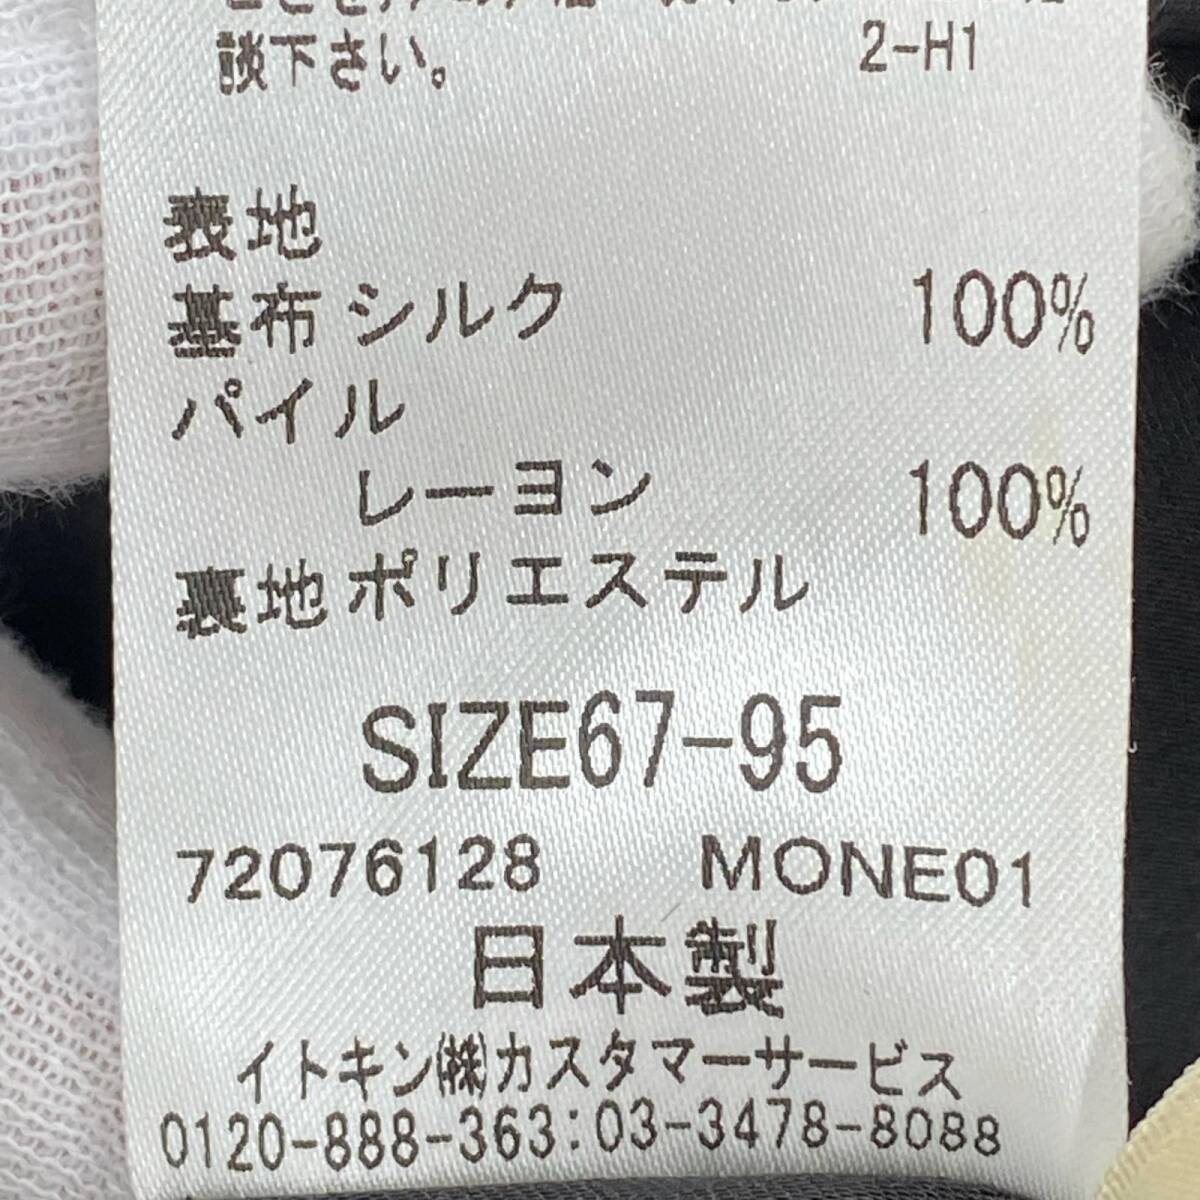 談下さい。 2-H1
表地
基布 シルク 100%
パイル
レーヨン 100%
裏地 ポリエステル
SIZE67-95
72076128 MONE01
日本製
イトキン㈱カスタマーサービス
0120-888-363:03-3478-8088